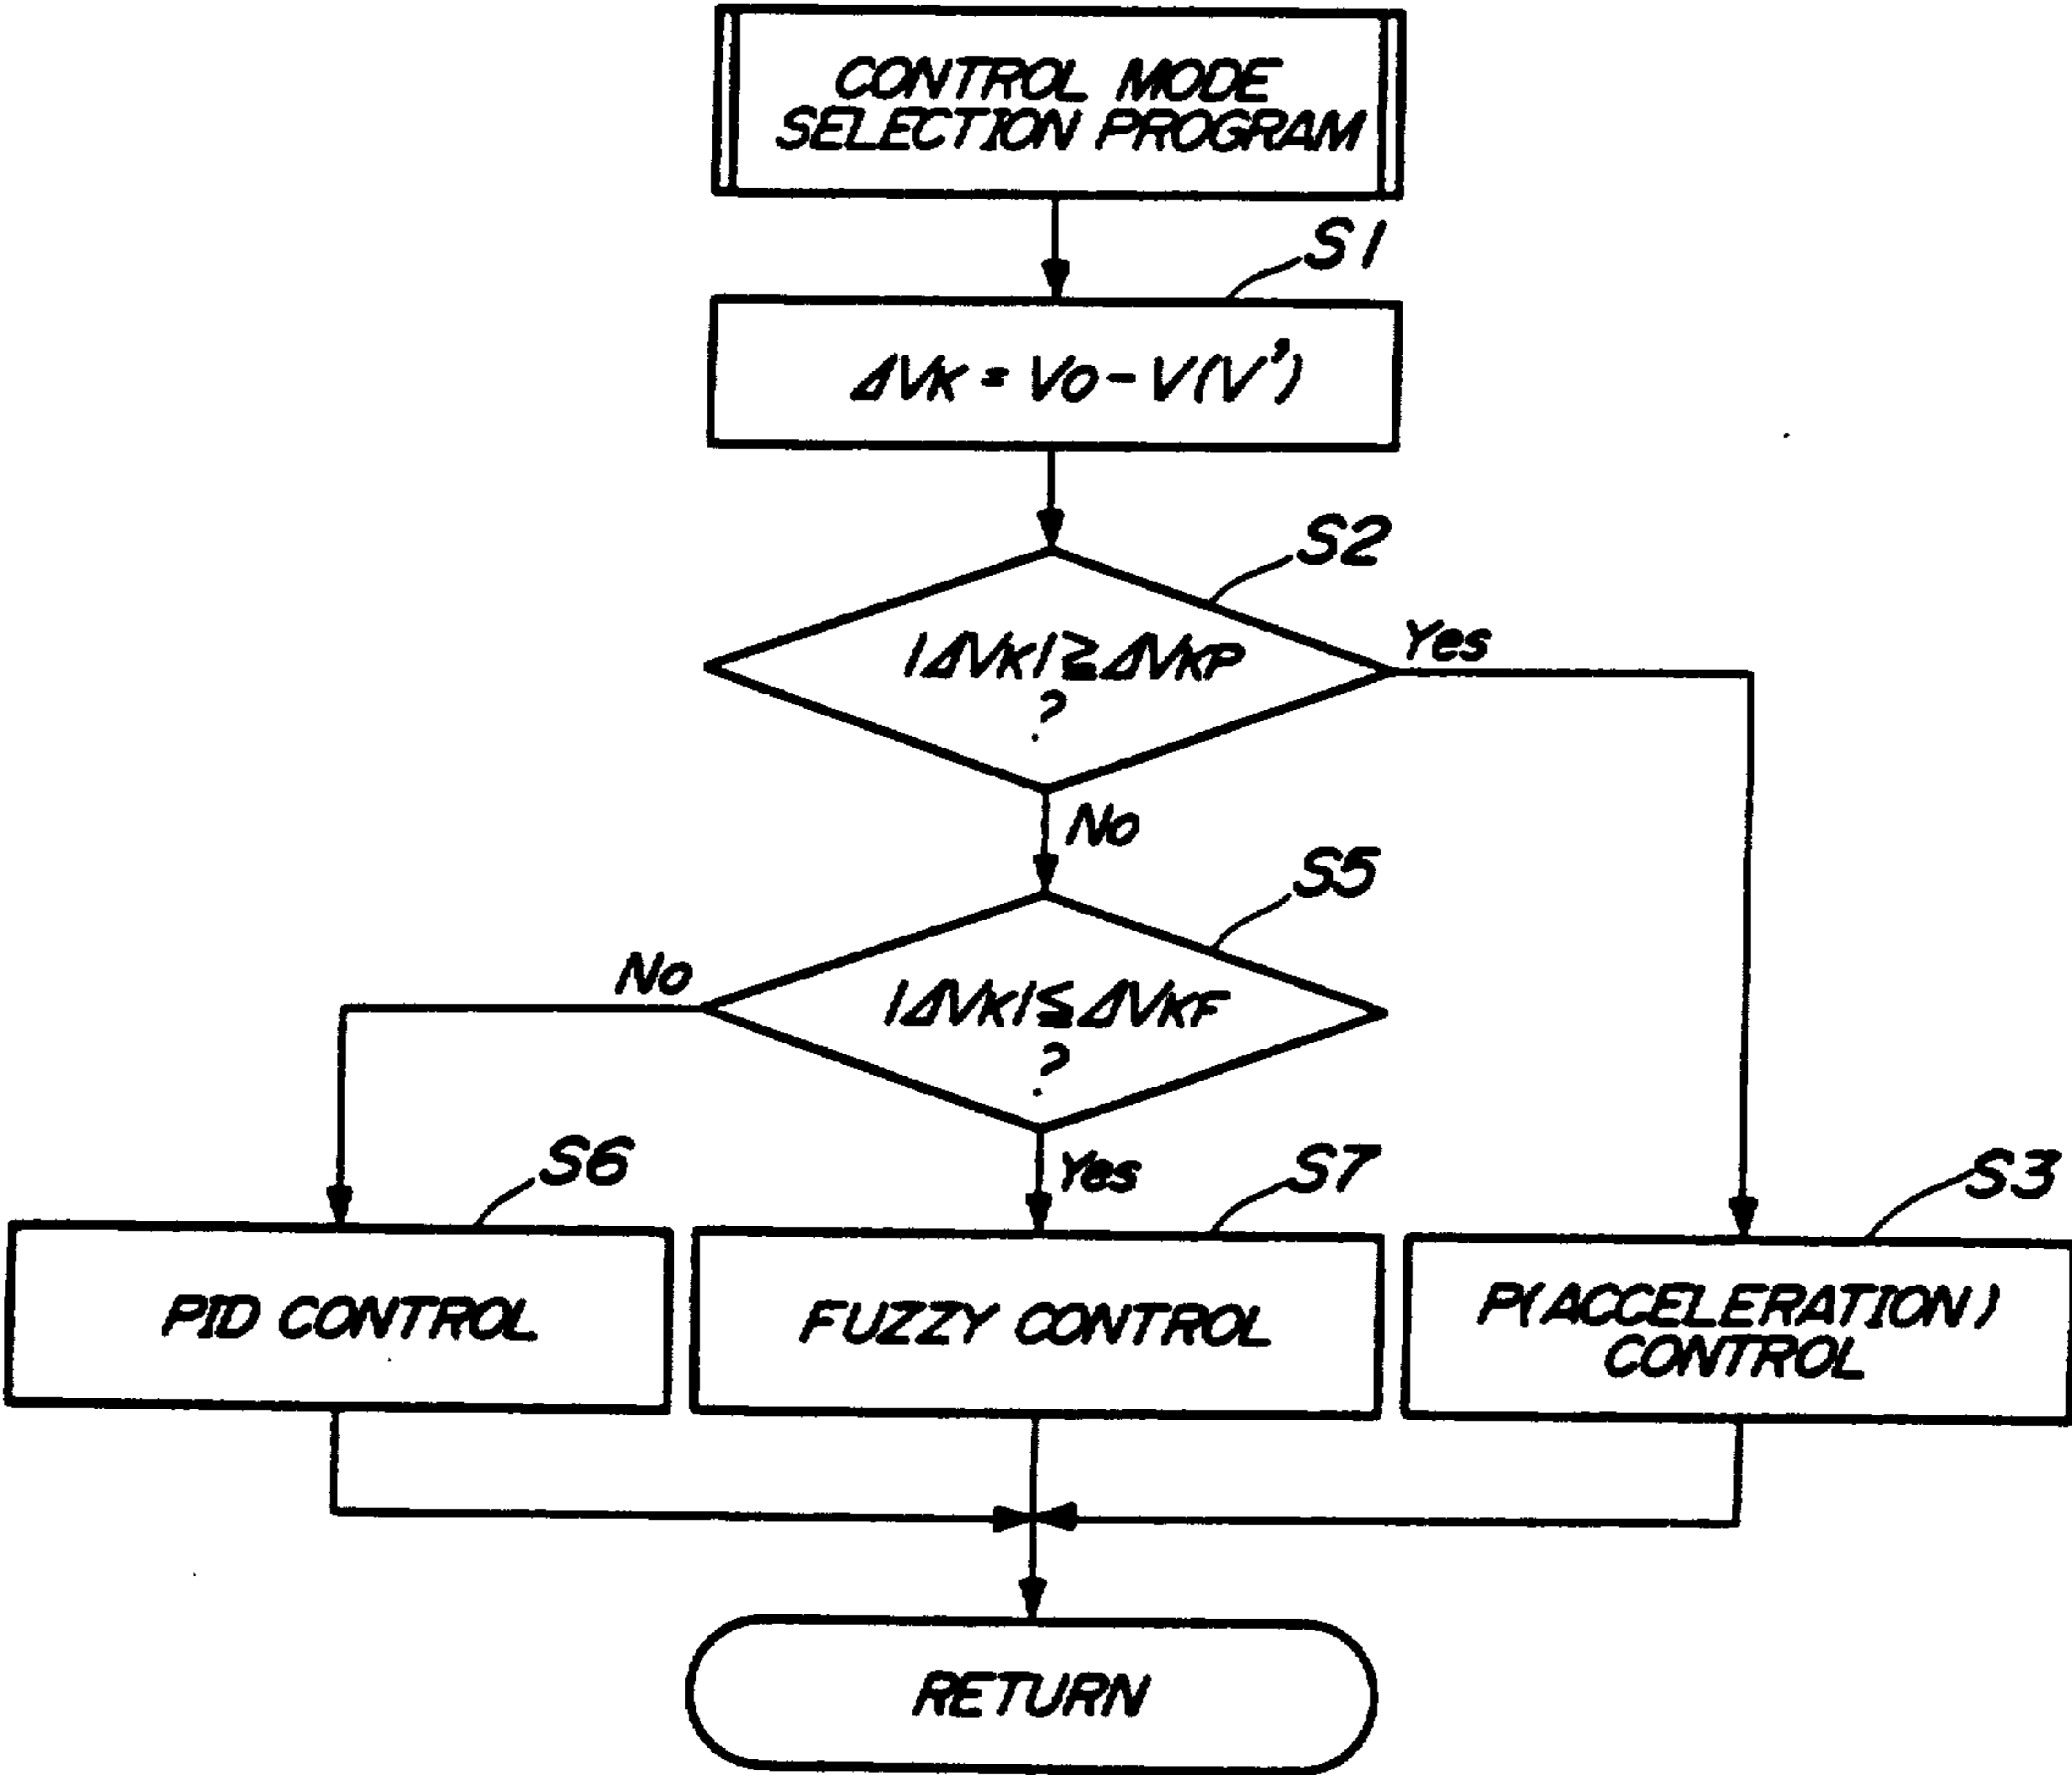 CONTROL MODE
SELECTION PROGRAM
S1
ΔVK = VO - V(V')
S2
|ΔVK| ≧ ΔVKP
?
Yes
No
S5
|ΔVK| ≦ ΔVKF
?
No
Yes
S6
S7
S3
PID CONTROL
FUZZY CONTROL
P(ACCELERATION)
CONTROL
RETURN